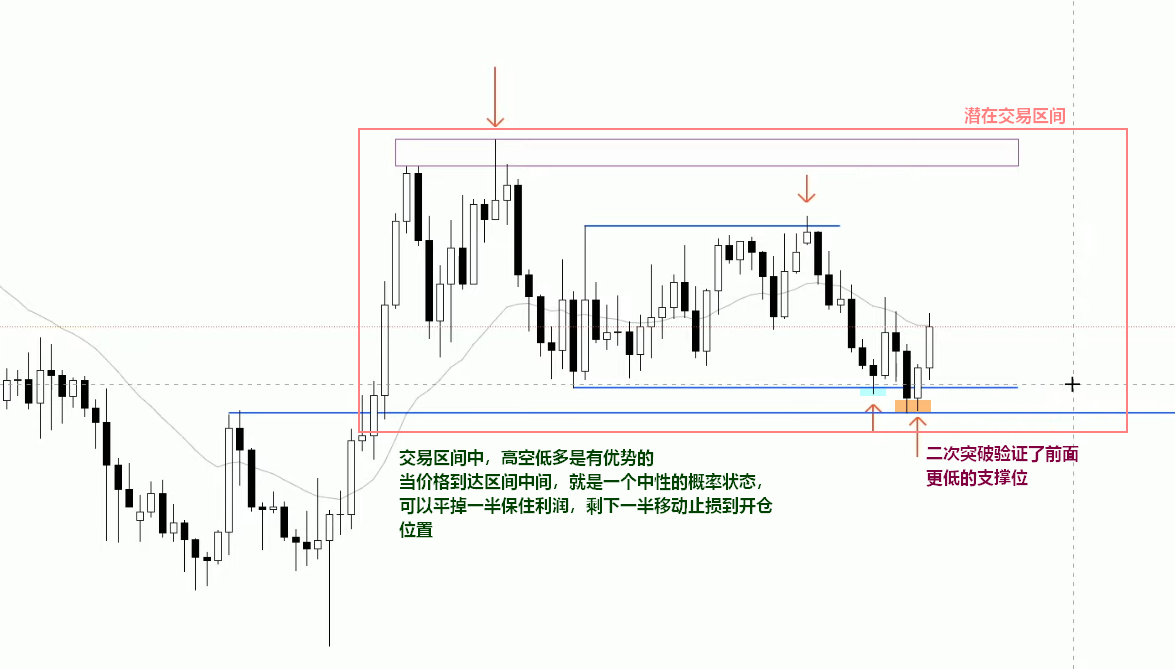 潜在交易区间
交易区间中，高空低多是有优势的
当价格到达区间中间，就是一个中性的概率状态，
可以平掉一半保住利润，剩下一半移动止损到开仓
位置
二次突破验证了前面
更低的支撑位